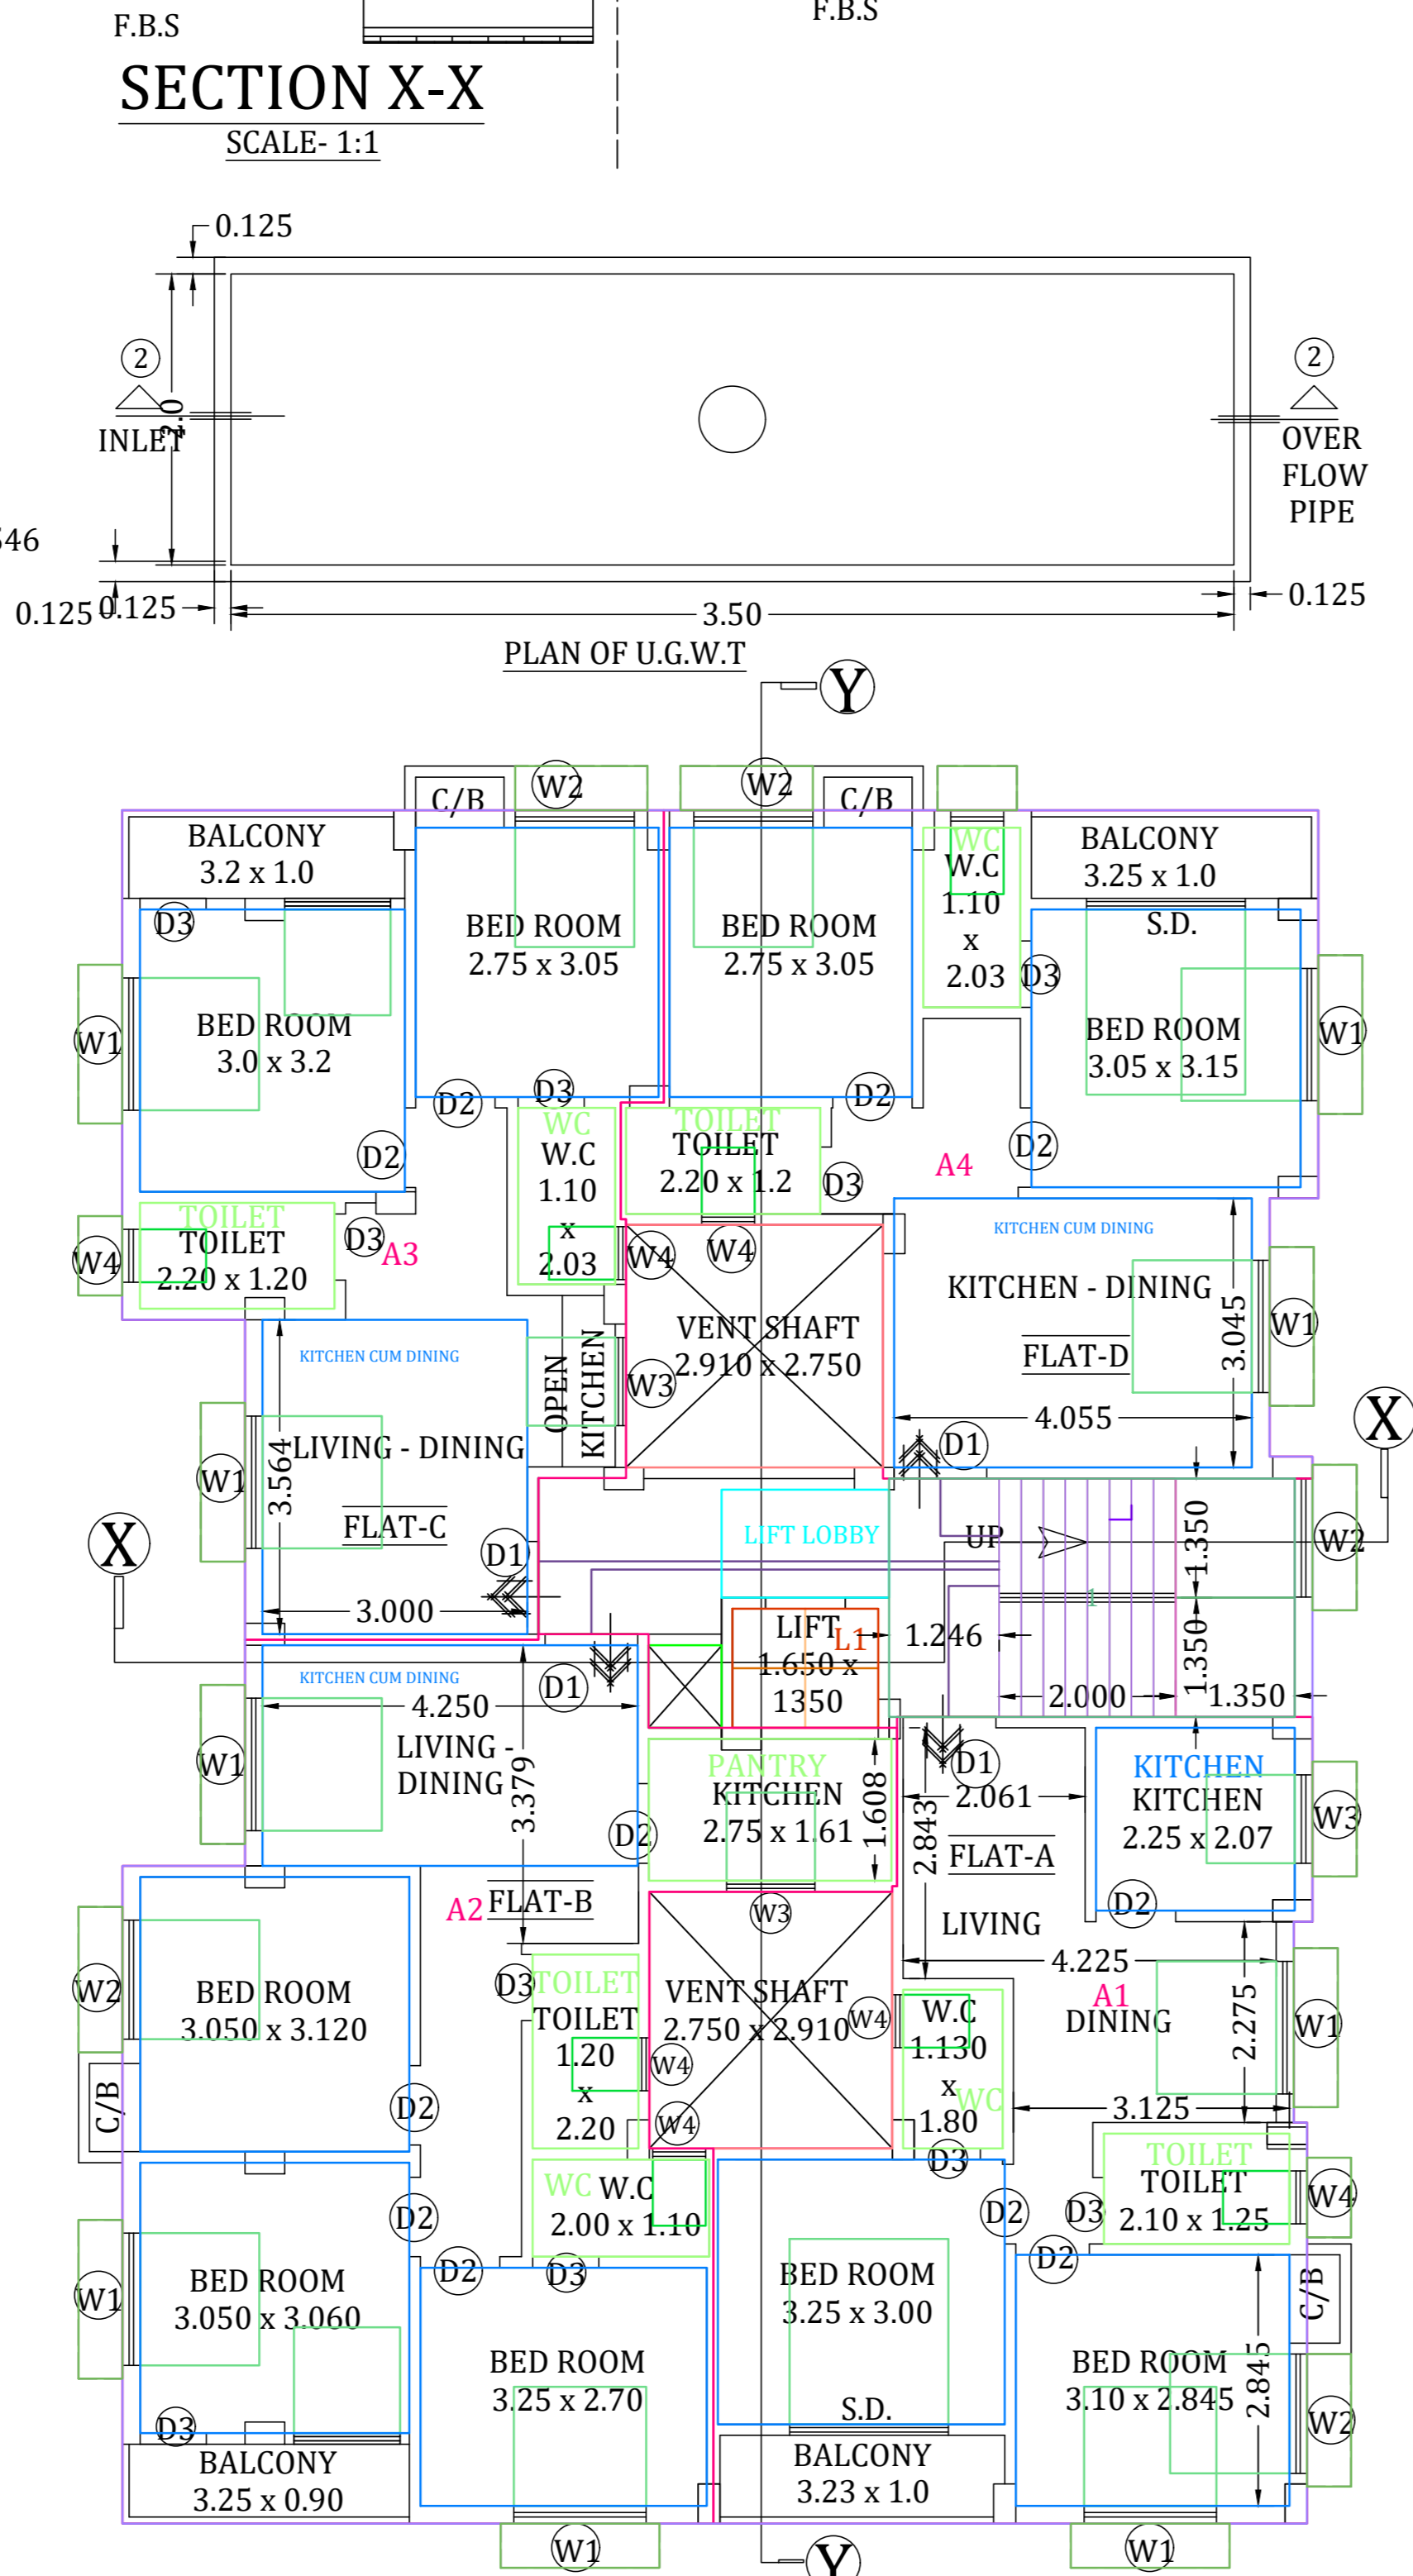 F.B.S
F.B.S
SECTION X-X
SCALE- 1:1
0.125
2
2
2.0
INLET
OVER
FLOW
PIPE
0.125
0.125
3.50
0.125
PLAN OF U.G.W.T
Y
C/B
W2
W2
C/B
BALCONY
3.2 x 1.0
WC
W.C
1.10
x
2.03
BALCONY
3.25 x 1.0
D3
BED ROOM
2.75 x 3.05
BED ROOM
2.75 x 3.05
S.D.
D3
W1
BED ROOM
3.0 x 3.2
BED ROOM
3.05 x 3.15
W1
D2
D3
D2
WC
W.C
1.10
x
2.03
TOILET
TOILET
2.20 x 1.2
D2
D3
A4
D2
TOILET
TOILET
2.20 x 1.20
W4
D3
A3
W4
W4
KITCHEN CUM DINING
KITCHEN - DINING
FLAT-D
3.045
4.055
W1
VENT SHAFT
2.910 x 2.750
KITCHEN CUM DINING
OPEN
KITCHEN
W3
LIVING - DINING
3.564
FLAT-C
3.000
W1
D1
D1
X
X
LIFT LOBBY
UP
1
1.350
1.350
W2
LIFT
L1
1.650 x
1350
1.246
2.000
1.350
KITCHEN CUM DINING
4.250
D1
LIVING -
DINING
3.379
W1
D2
PANTRY
KITCHEN
2.75 x 1.61
1.608
D1
2.061
2.843
FLAT-A
KITCHEN
KITCHEN
2.25 x 2.07
W3
D2
A2
FLAT-B
W3
LIVING
4.225
A1
DINING
2.275
W1
3.125
W2
BED ROOM
3.050 x 3.120
D3
TOILET
TOILET
1.20
x
2.20
VENT SHAFT
2.750 x 2.910
W4
W4
W4
W.C
1.130
x
1.80
WC
C/B
D2
D3
D2
WC
W.C
2.00 x 1.10
D2
D3
TOILET
TOILET
2.10 x 1.25
W4
D3
D2
D2
W1
BED ROOM
3.050 x 3.060
BED ROOM
3.25 x 3.00
C/B
BED ROOM
3.25 x 2.70
BED ROOM
3.10 x 2.845
2.845
S.D.
W2
D3
BALCONY
3.25 x 0.90
BALCONY
3.23 x 1.0
W1
W1
Y